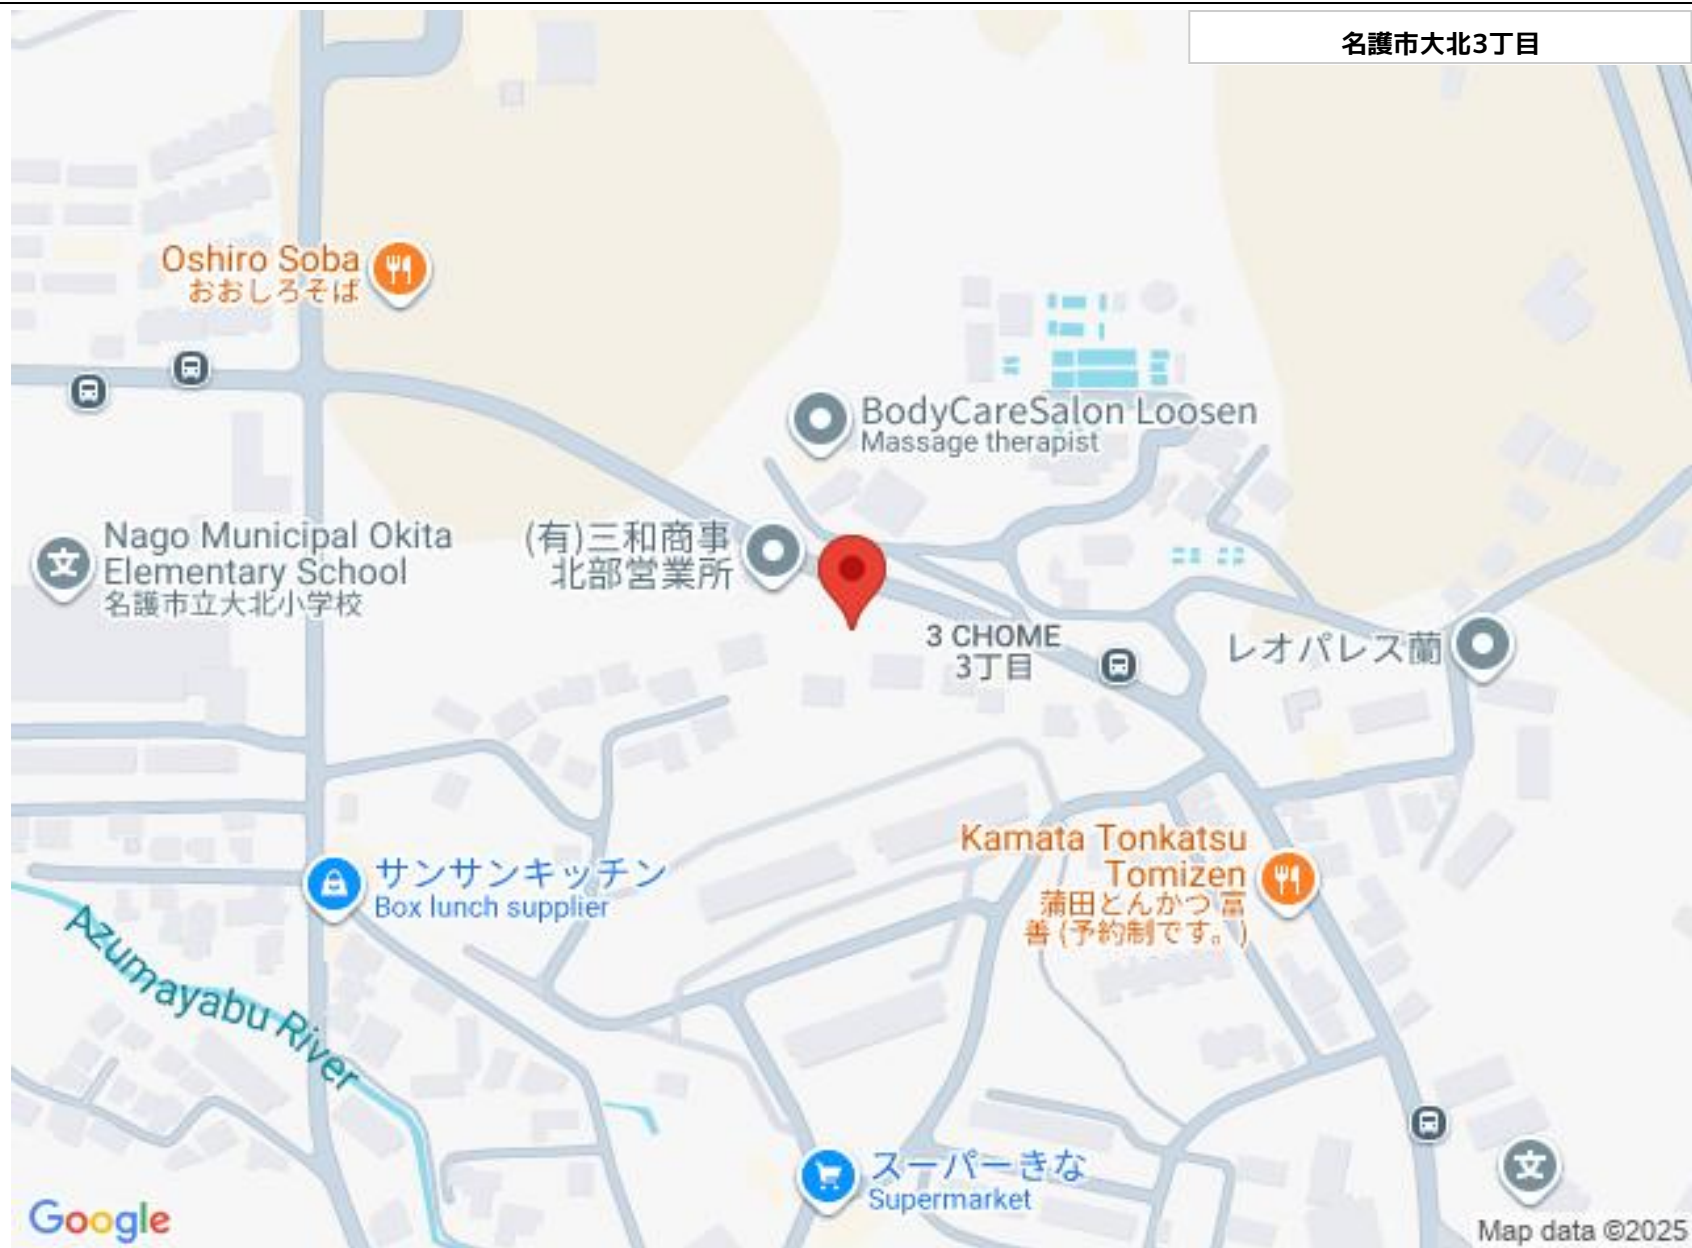 名護市大北3丁目
Oshiro Soba
おおしろそば
BodyCareSalon Loosen
Massage therapist
Nago Municipal Okita
Elementary School
名護市立大北小学校
(有)三和商事
北部営業所
3 CHOME
3丁目
レオパレス蘭
Kamata Tonkatsu
Tomizen
蒲田とんかつ 富
善 (予約制です。)
サンサンキッチン
Box lunch supplier
Azumayabu River
スーパーきな
Supermarket
Google
Map data ©2025